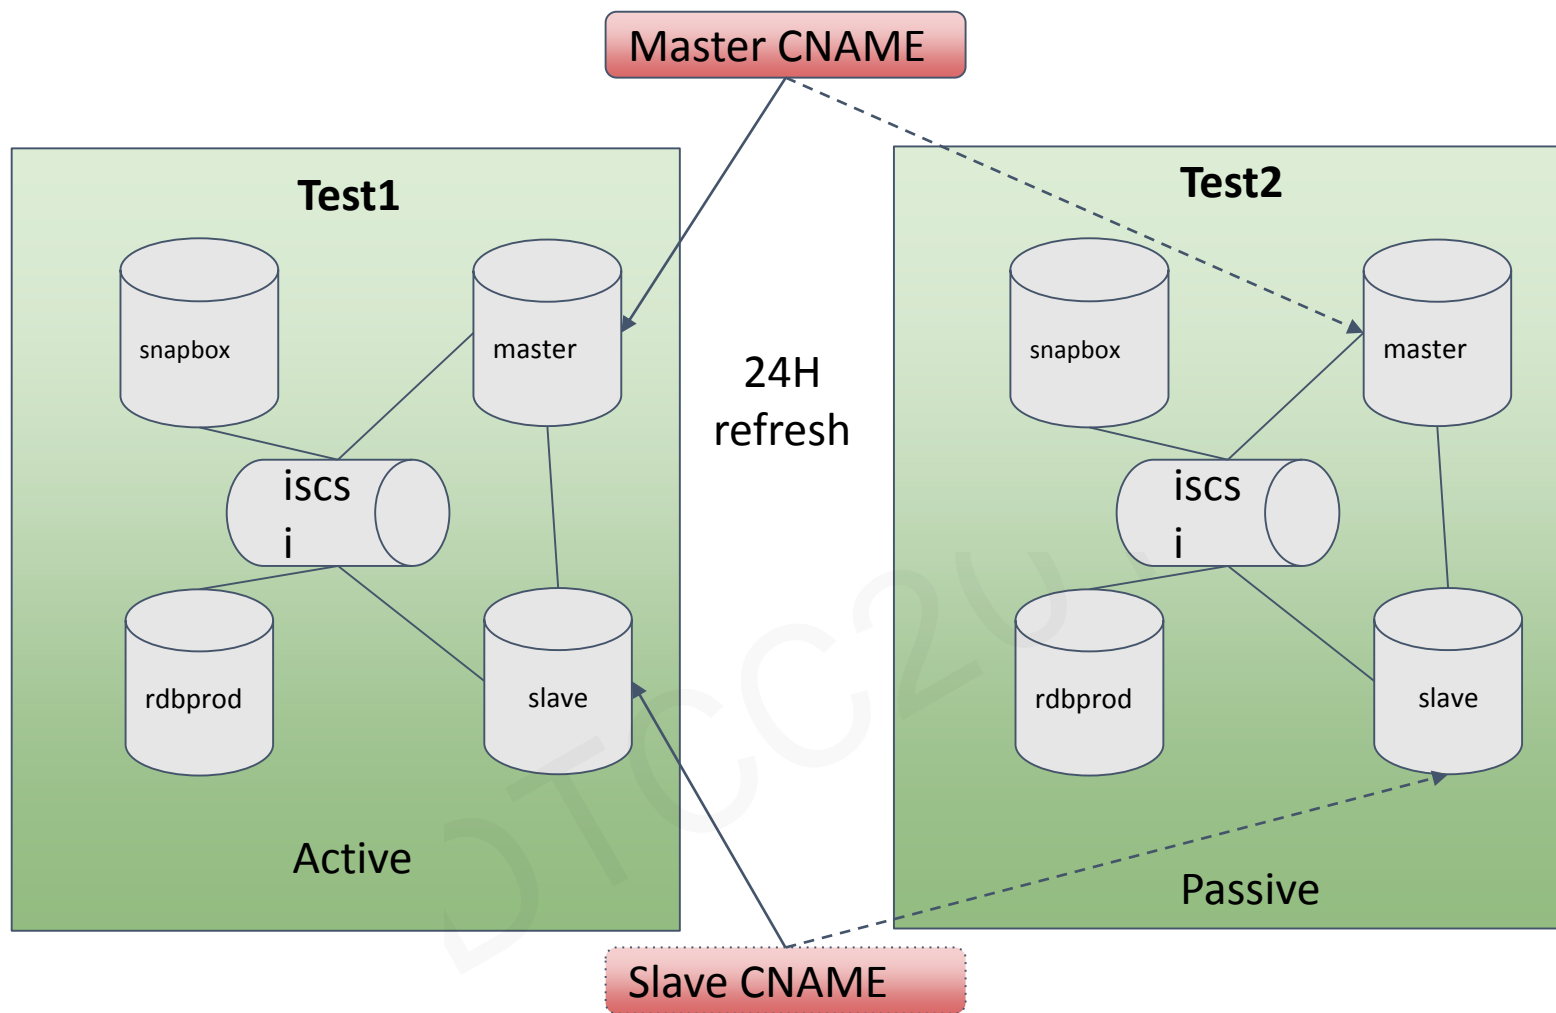 Master CNAME
Test1
Test2
snapbox
master
snapbox
master
24H
refresh
iscs
i
iscs
i
rdbprod
slave
rdbprod
slave
Active
Passive
Slave CNAME